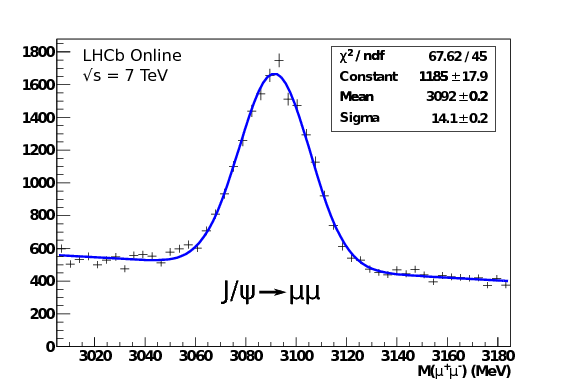 LHCb Online
√s = 7 TeV
χ² / ndf 67.62 / 45
Constant 1185 ± 17.9
Mean 3092 ± 0.2
Sigma 14.1 ± 0.2
1800
1600
1400
1200
1000
800
600
400
200
0
J/ψ→μμ
3020 3040 3060 3080 3100 3120 3140 3160 3180
M(μ⁺μ⁻) (MeV)